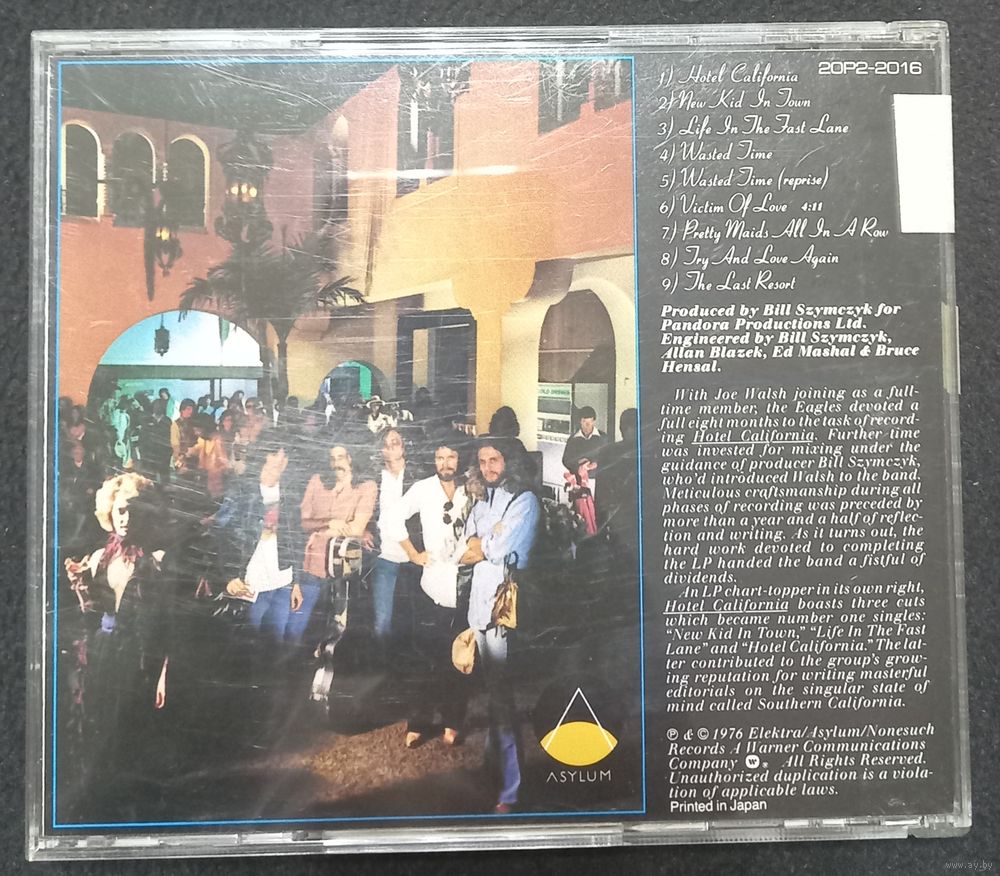 20P2-2016
1) Hotel California
2) New Kid In Town
3) Life In The Fast Lane
4) Wasted Time
5) Wasted Time (reprise)
6) Victim Of Love 4:11
7) Pretty Maids All In A Row
8) Try And Love Again
9) The Last Resort
Produced by Bill Szymczyk for
Pandora Productions Ltd.
Engineered by Bill Szymczyk,
Allan Blazek, Ed Mashal & Bruce
Hensal.
With Joe Walsh joining as a full-
time member, the Eagles devoted a
full eight months to the task of record-
ing Hotel California. Further time
was invested for mixing under the
guidance of producer Bill Szymczyk,
who'd introduced Walsh to the band.
Meticulous craftsmanship during all
phases of recording was preceded by
more than a year and a half of reflec-
tion and writing. As it turns out, the
hard work devoted to completing
the LP handed the band a fistful of
dividends.
An LP chart-topper in its own right,
Hotel California boasts three cuts
which became number one singles:
"New Kid In Town," "Life In The Fast
Lane" and "Hotel California." The lat-
ter contributed to the group's grow-
ing reputation for writing masterful
editorials on the singular state of
mind called Southern California.
℗ & © 1976 Elektra/Asylum/Nonesuch
Records A Warner Communications
Company W ®. All Rights Reserved.
Unauthorized duplication is a viola-
tion of applicable laws.
Printed in Japan
ASYLUM
www.ay.by